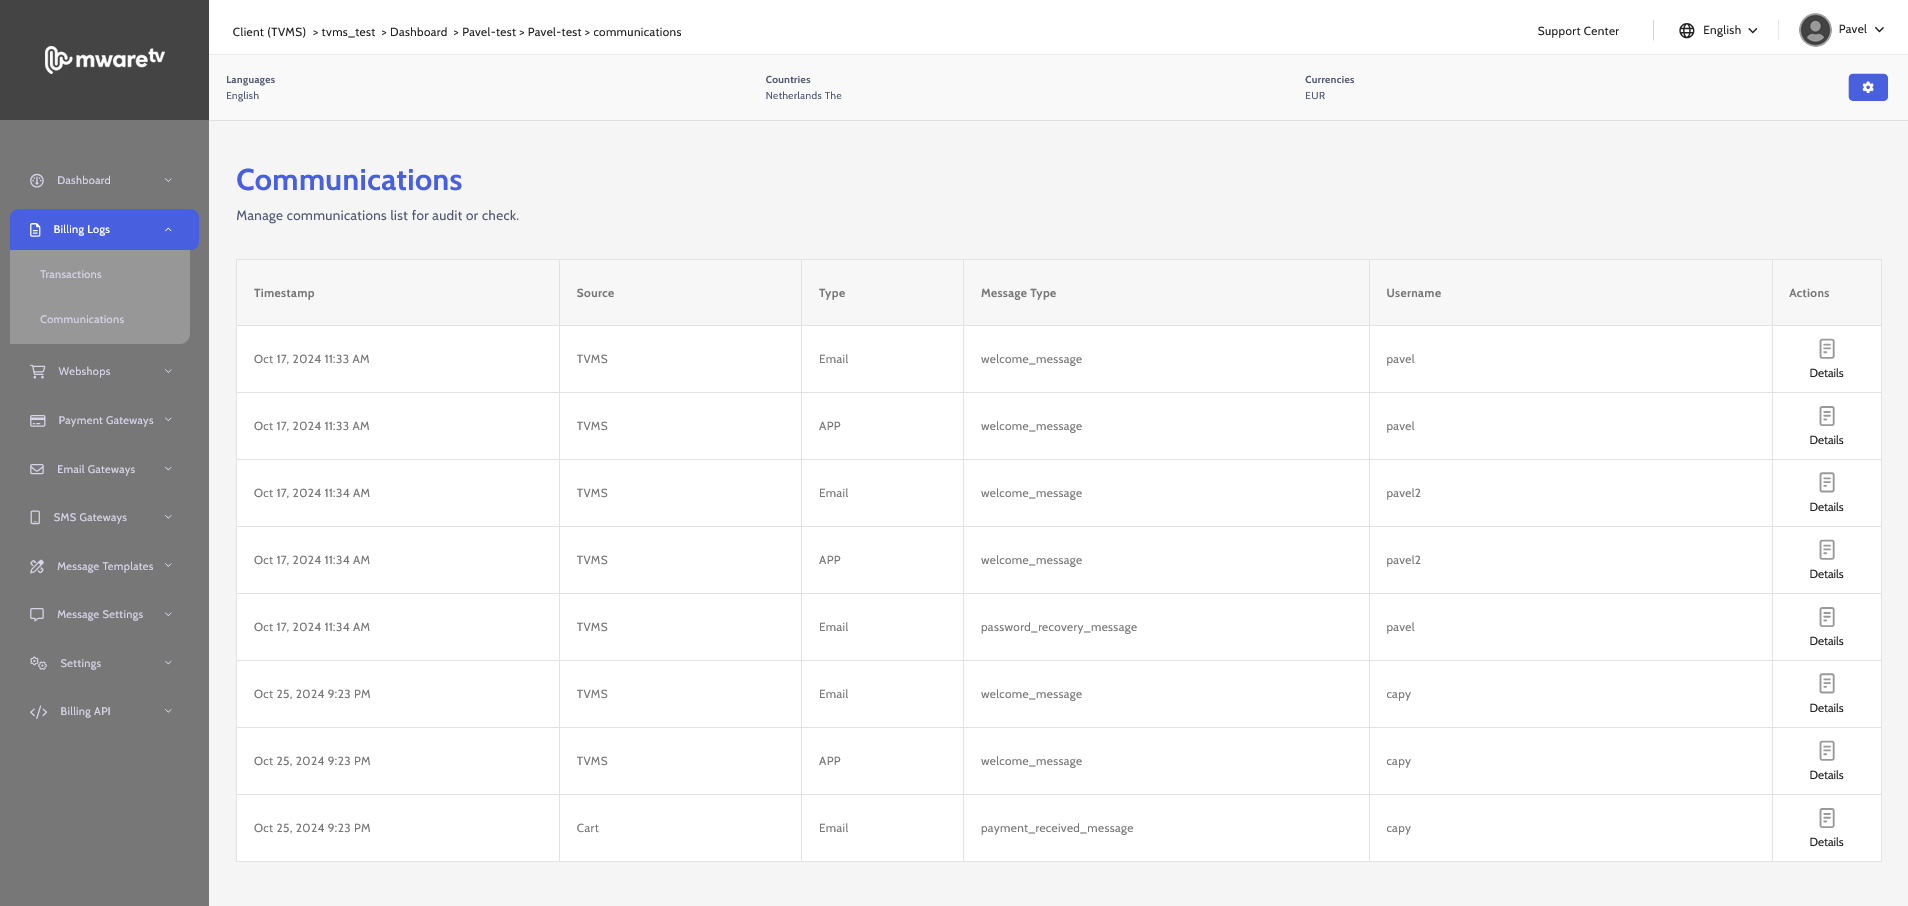 mwaretv
Client (TVMS) > tvms_test > Dashboard > Pavel-test > Pavel-test > communications
Support Center
English
Pavel
Languages
English
Countries
Netherlands The
Currencies
EUR
Dashboard
Billing Logs
Transactions
Communications
Webshops
Payment Gateways
Email Gateways
SMS Gateways
Message Templates
Message Settings
Settings
Billing API
Communications
Manage communications list for audit or check.
Timestamp Source Type Message Type Username Actions
Oct 17, 2024 11:33 AM TVMS Email welcome_message pavel Details
Oct 17, 2024 11:33 AM TVMS APP welcome_message pavel Details
Oct 17, 2024 11:34 AM TVMS Email welcome_message pavel2 Details
Oct 17, 2024 11:34 AM TVMS APP welcome_message pavel2 Details
Oct 17, 2024 11:34 AM TVMS Email password_recovery_message pavel Details
Oct 25, 2024 9:23 PM TVMS Email welcome_message capy Details
Oct 25, 2024 9:23 PM TVMS APP welcome_message capy Details
Oct 25, 2024 9:23 PM Cart Email payment_received_message capy Details